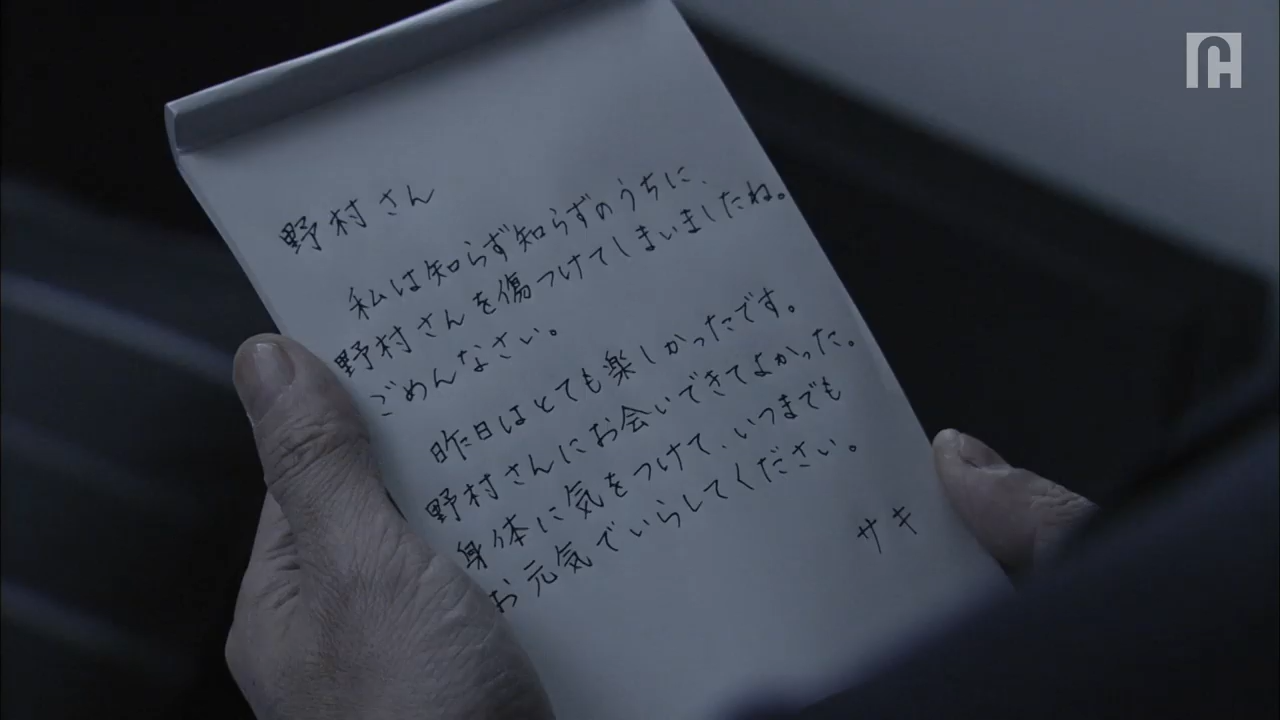 野村さん
私は知らず知らずのうちに、
野村さんを傷つけてしまいましたね。
ごめんなさい。
昨日はとても楽しかったです。
野村さんにお会いできてよかった。
身体に気をつけて、いつまでも
お元気でいらしてください。
サキ